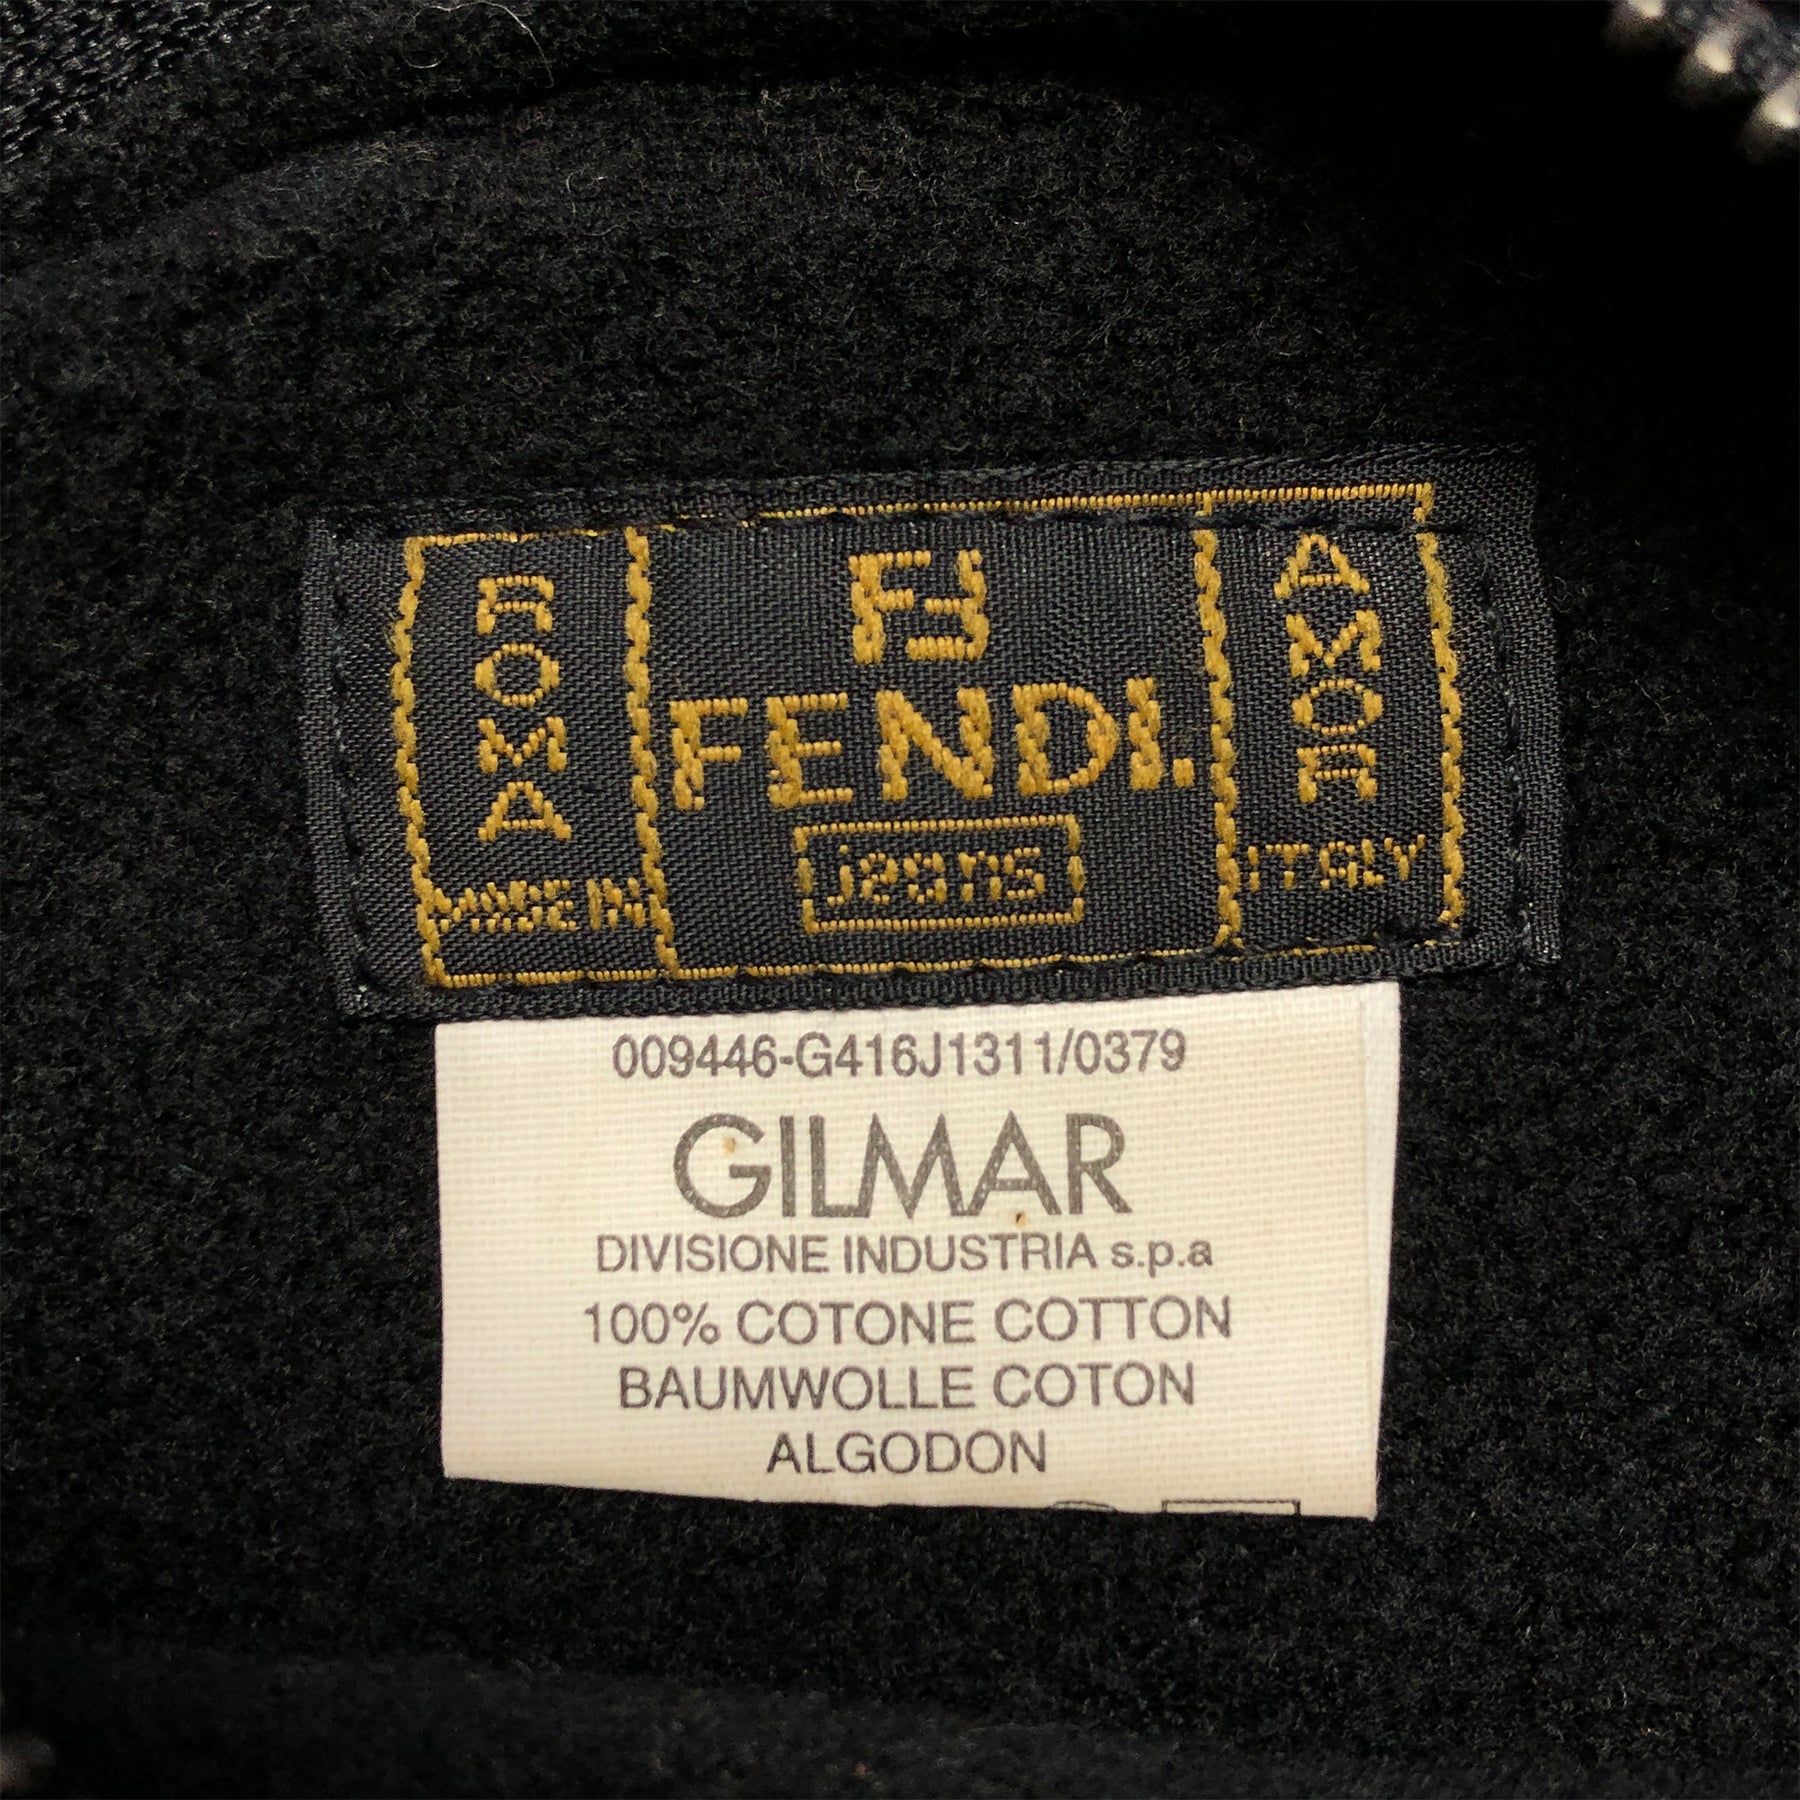 ROMA
MADE IN
FF
FENDI.
jeans
AMOR
ITALY
009446-G416J1311/0379
GILMAR
DIVISIONE INDUSTRIA s.p.a
100% COTONE COTTON
BAUMWOLLE COTON
ALGODON